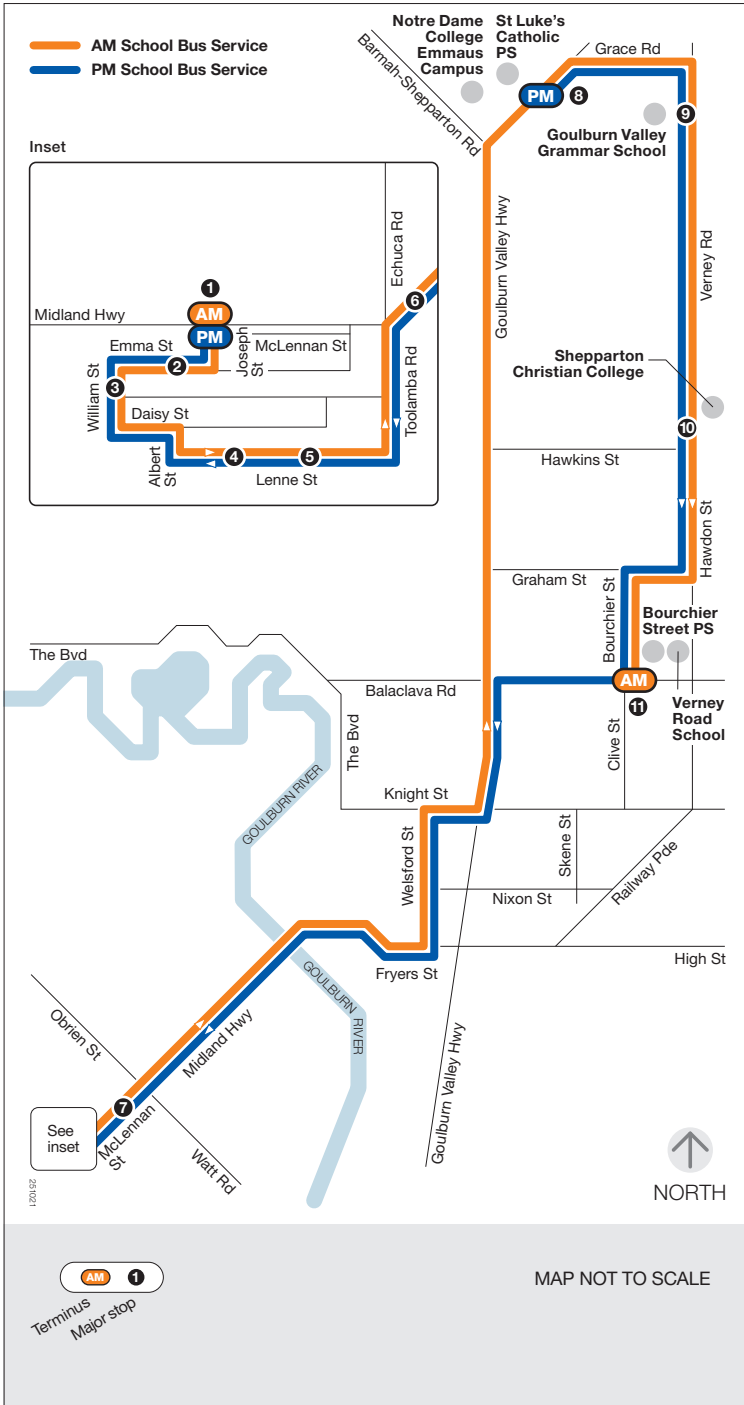 AM School Bus Service
PM School Bus Service
Notre Dame
College
Emmaus
Campus
St Luke's
Catholic
PS
Grace Rd
Barmah-Shepparton Rd
PM
8
9
Goulburn Valley
Grammar School
Goulburn Valley Hwy
Verney Rd
Shepparton
Christian College
10
Hawkins St
Hawdon St
Graham St
Bourchier St
Bourchier
Street PS
AM
11
Verney
Road
School
Balaclava Rd
Clive St
The Bvd
The Bvd
Knight St
Welsford St
Skene St
Railway Pde
Nixon St
High St
Fryers St
Goulburn Valley Hwy
GOULBURN RIVER
GOULBURN RIVER
Midland Hwy
Obrien St
7
McLennan
St
Watt Rd
See
inset
251021
Inset
1
AM
PM
Midland Hwy
Emma St
2
Joseph
St
McLennan St
Echuca Rd
6
Toolamba Rd
William St
3
Daisy St
Albert
St
4
5
Lenne St
NORTH
AM
1
Terminus
Major stop
MAP NOT TO SCALE